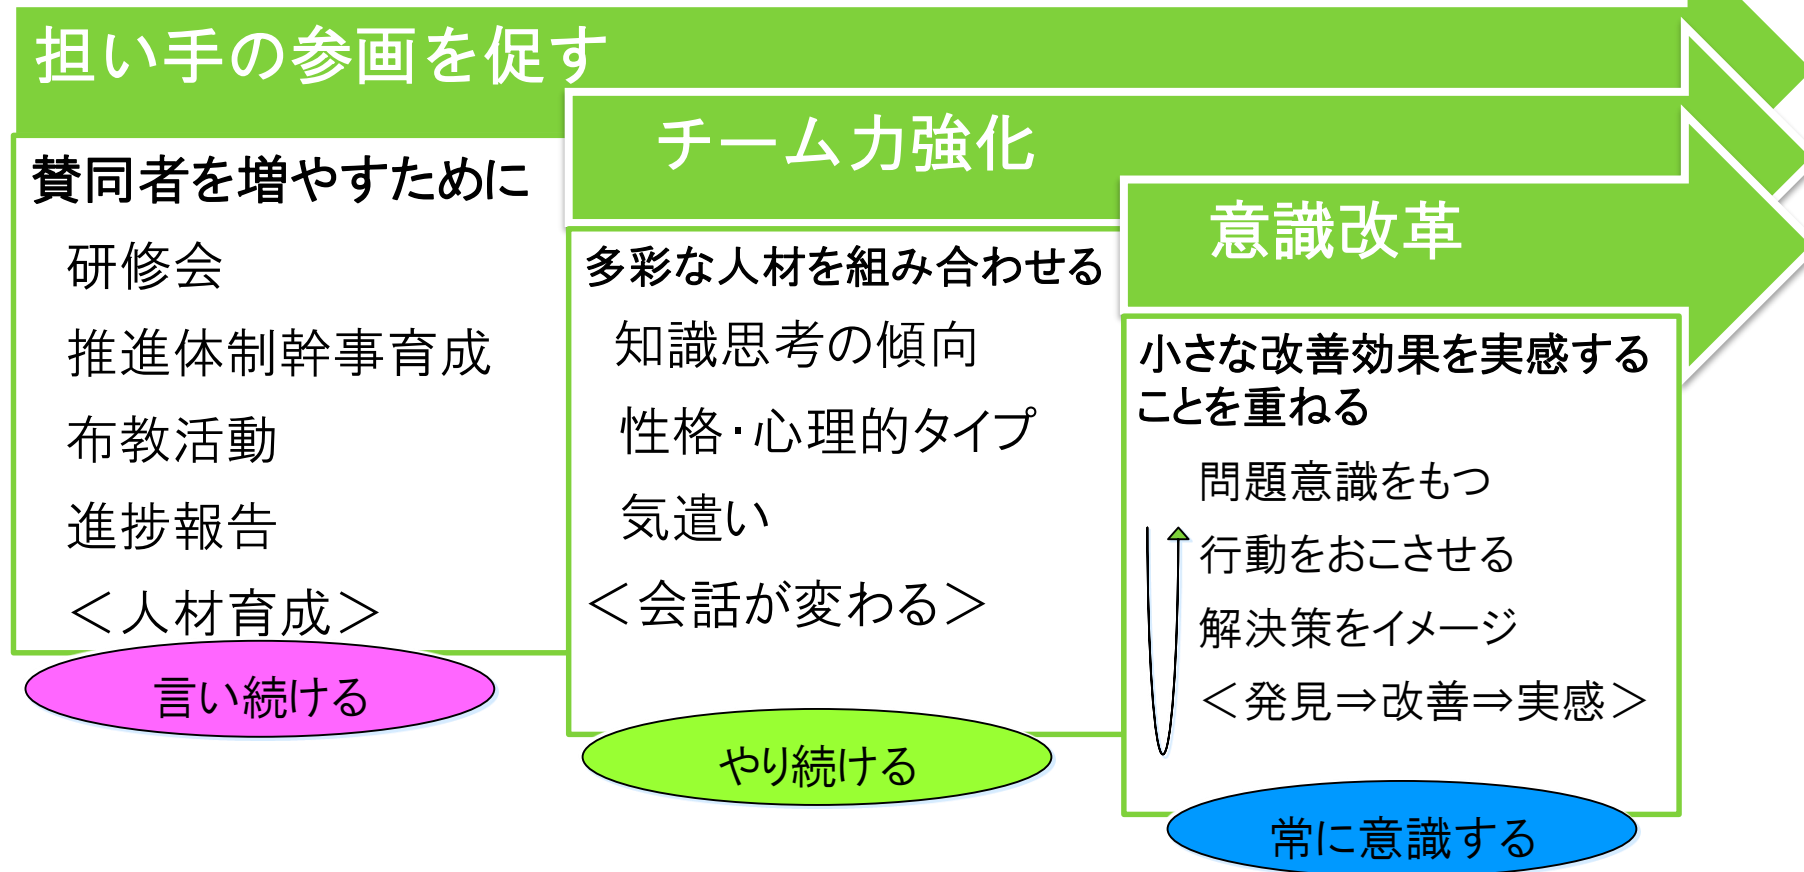 担い手の参画を促す
賛同者を増やすために
研修会
推進体制幹事育成
布教活動
進捗報告
＜人材育成＞
言い続ける
チーム力強化
多彩な人材を組み合わせる
知識思考の傾向
性格・心理的タイプ
気遣い
＜会話が変わる＞
やり続ける
意識改革
小さな改善効果を実感する
ことを重ねる
問題意識をもつ
行動をおこさせる
解決策をイメージ
＜発見⇒改善⇒実感＞
常に意識する